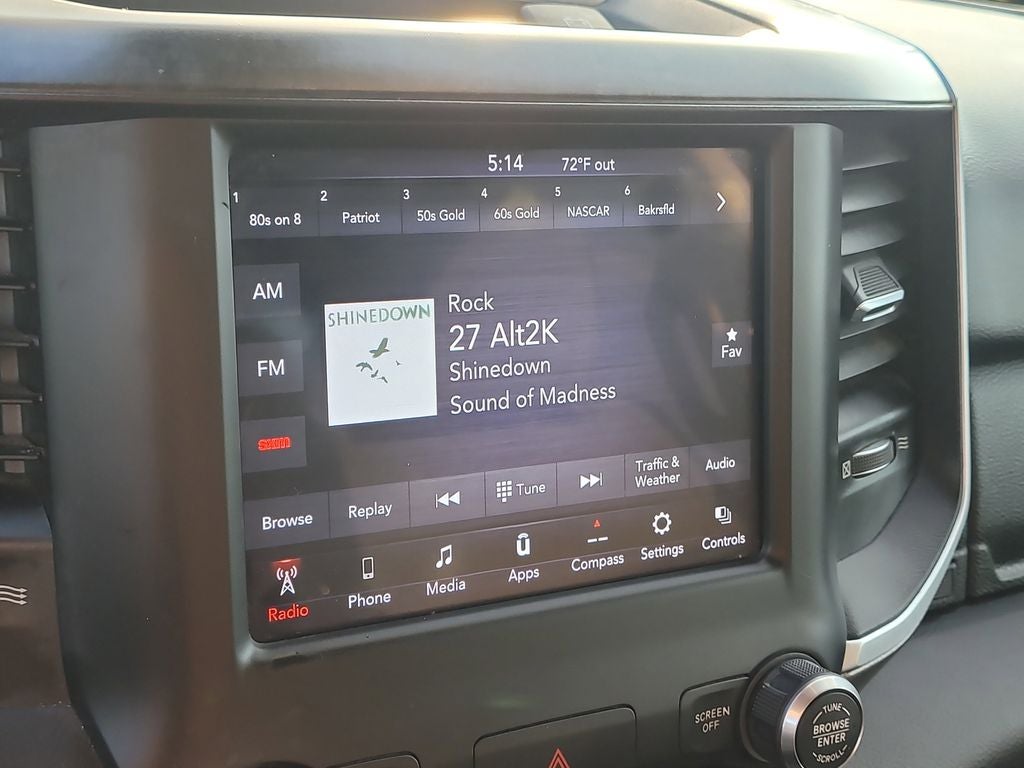 5:14 72°F out
1 2 3 4 5 6
80s on 8 Patriot 50s Gold 60s Gold NASCAR Bakrsfld
AM
FM
sxm
SHINEDOWN
Rock
27 Alt2K
Shinedown
Sound of Madness
Fav
Browse
Replay
Tune
Traffic &
Weather
Audio
Radio
Phone
Media
Apps
Compass
Settings
Controls
SCREEN
OFF
TUNE
BROWSE
ENTER
SCROLL